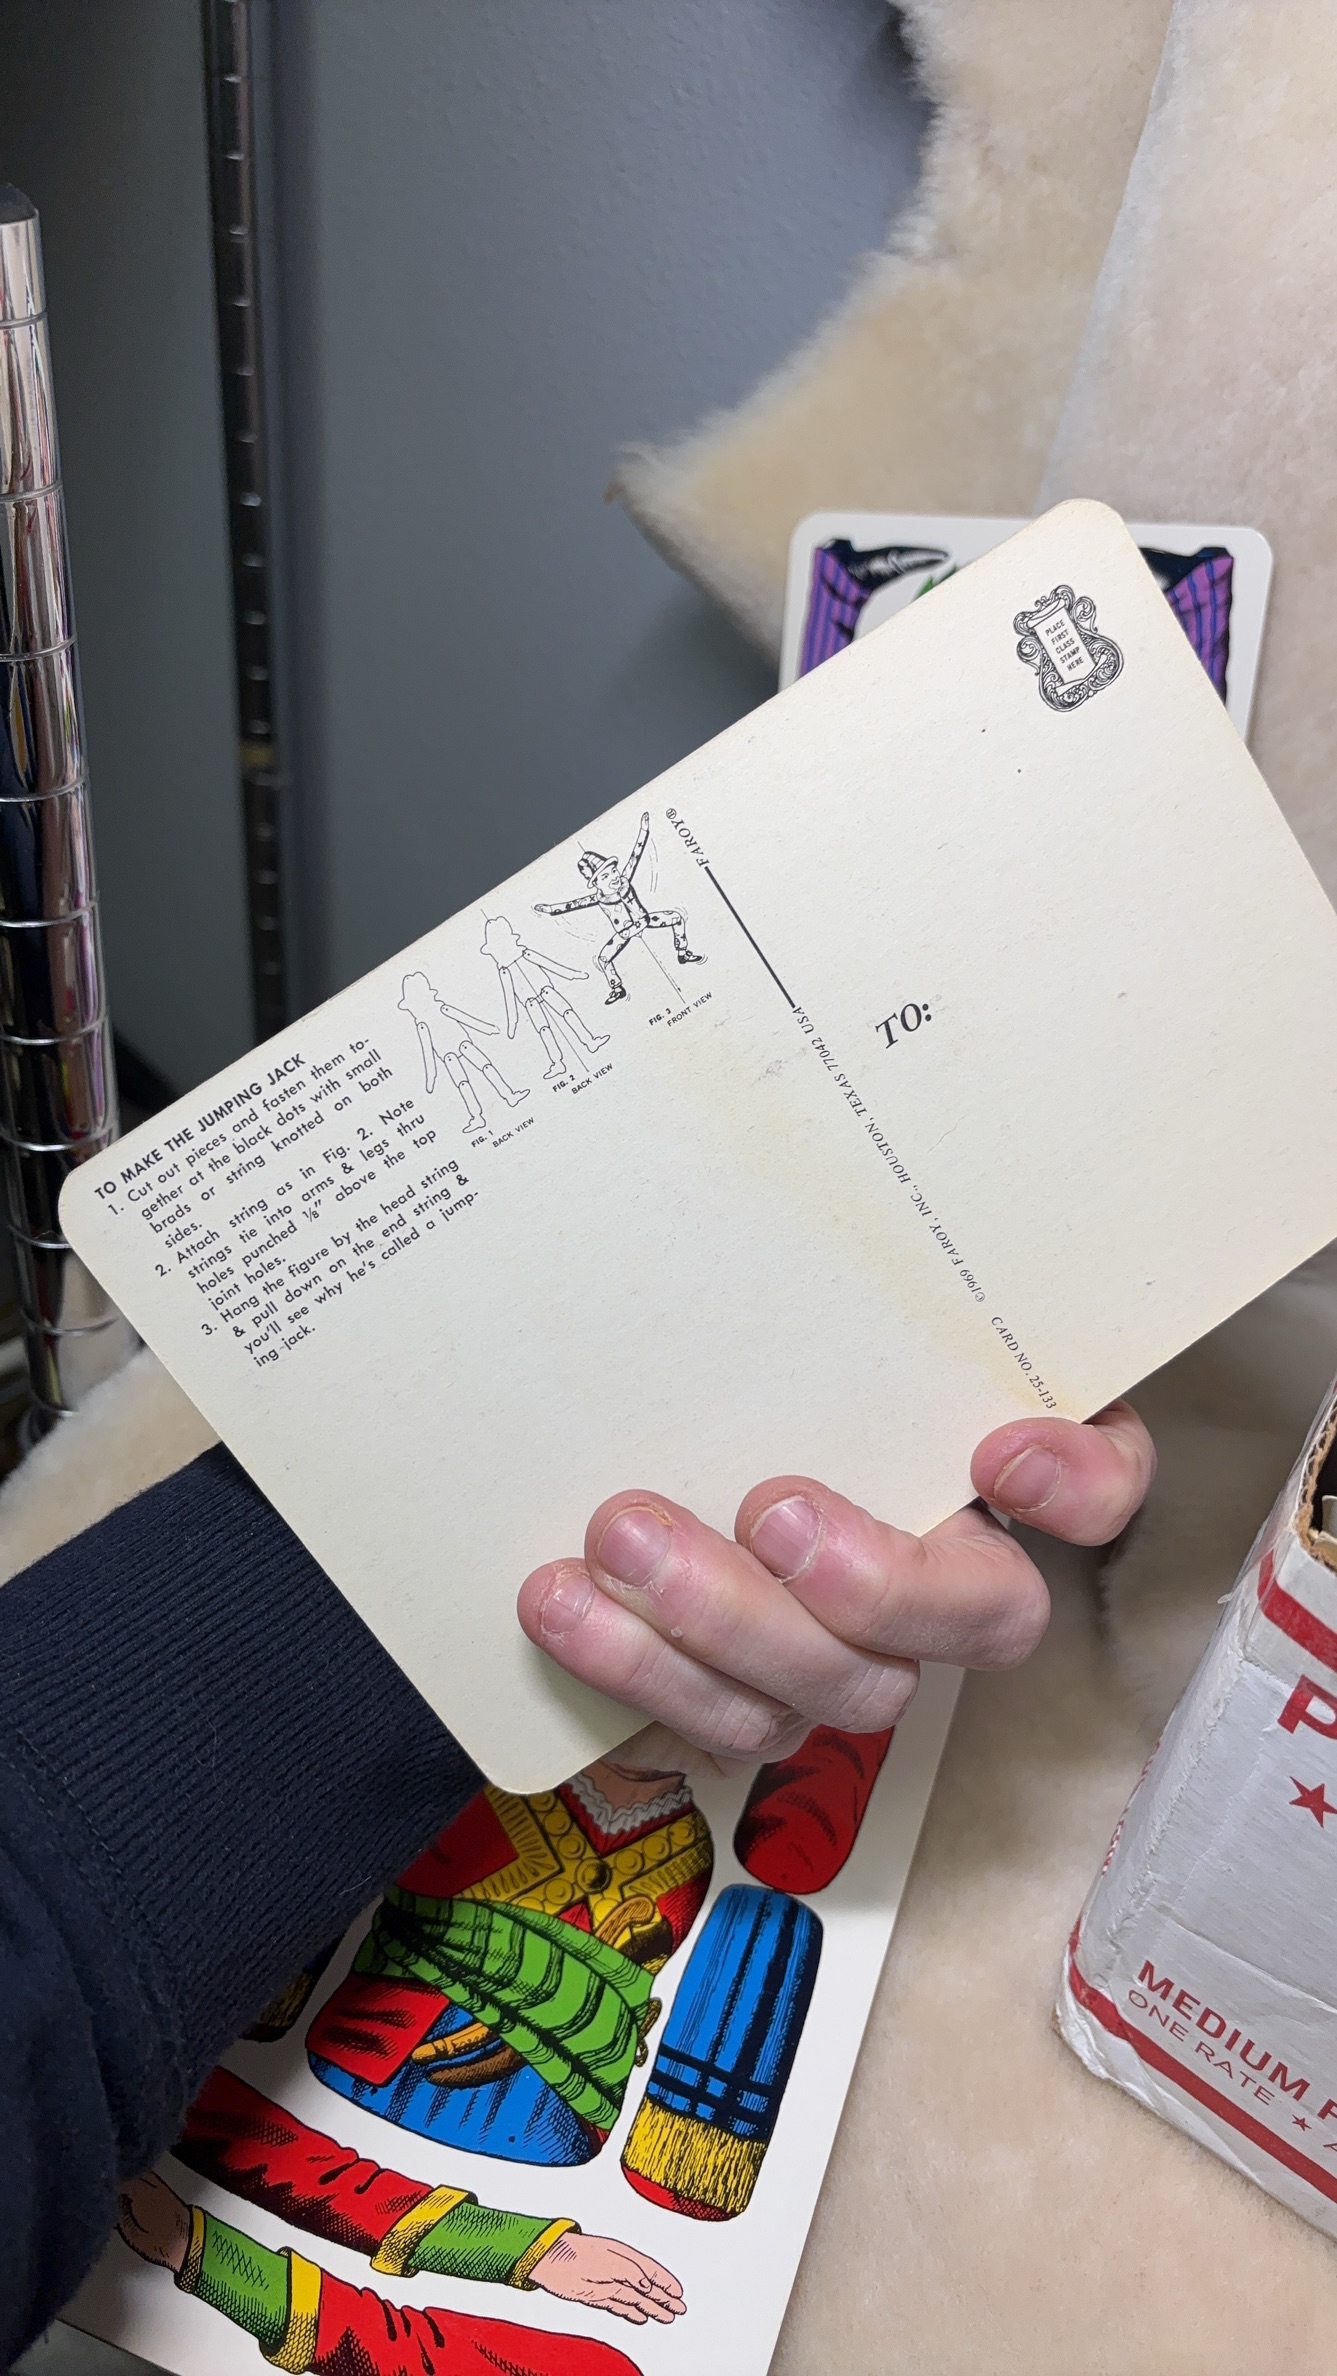 TO MAKE THE JUMPING JACK
1. Cut out pieces and fasten them to-
gether at the black dots with small
brads or string knotted on both
sides.
2. Attach string as in Fig. 2. Note
strings tie into arms & legs thru
holes punched ⅛" above the top
joint holes.
3. Hang the figure by the head string
& pull down on the end string &
you'll see why he's called a jump-
ing-jack.
FIG. 1
BACK VIEW
FIG. 2
BACK VIEW
FIG. 3
FRONT VIEW
FAROY®
USA
©1969 FAROY, INC., HOUSTON, TEXAS 77042
CARD NO. 25-133
PLACE
FIRST
CLASS
STAMP
HERE
TO:
P
MEDIUM F
ONE RATE ★